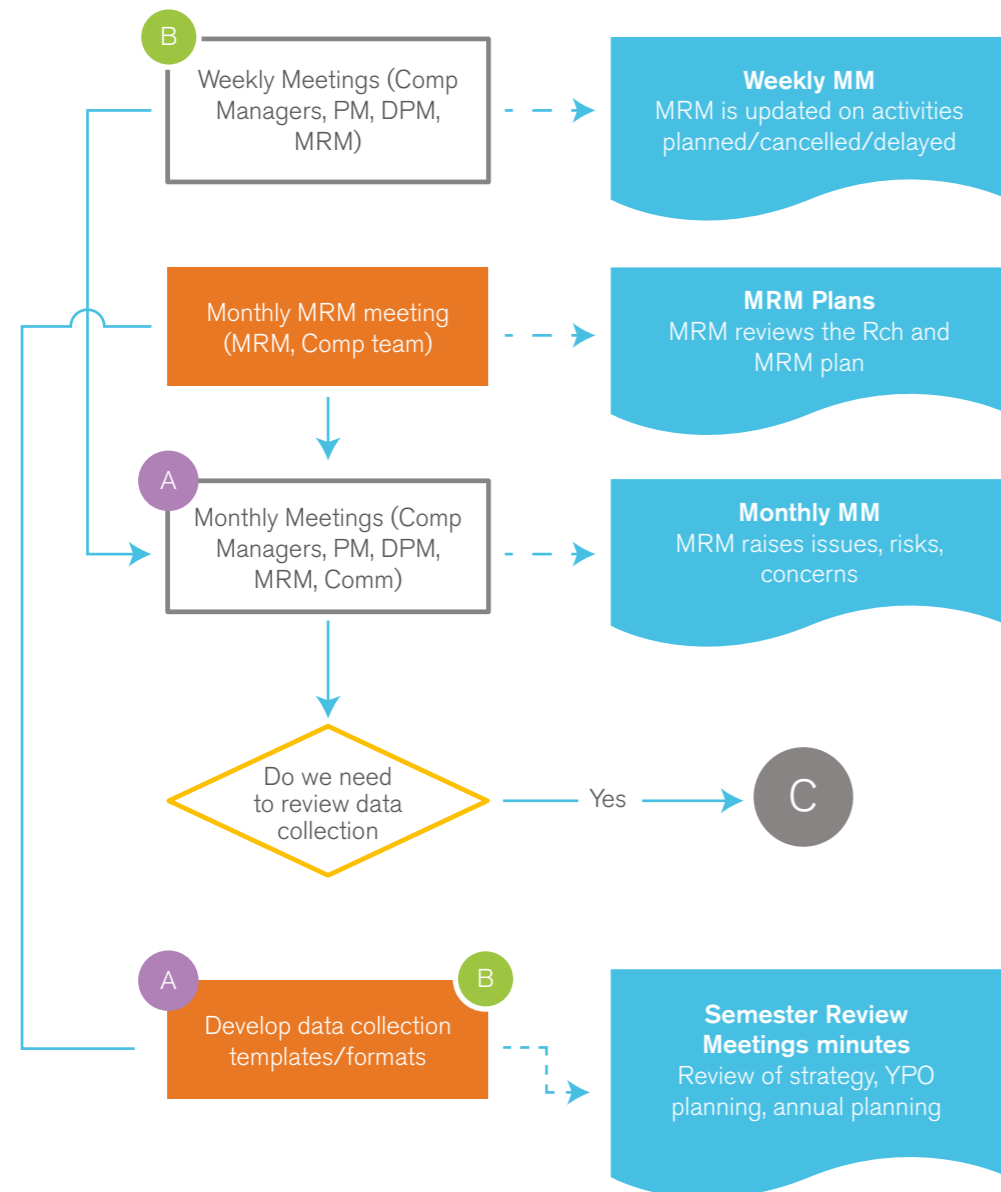 B
Weekly Meetings (Comp
Managers, PM, DPM,
MRM)
Weekly MM
MRM is updated on activities
planned/cancelled/delayed
Monthly MRM meeting
(MRM, Comp team)
MRM Plans
MRM reviews the Rch and
MRM plan
A
Monthly Meetings (Comp
Managers, PM, DPM,
MRM, Comm)
Monthly MM
MRM raises issues, risks,
concerns
Do we need
to review data
collection
Yes
C
A
B
Develop data collection
templates/formats
Semester Review
Meetings minutes
Review of strategy, YPO
planning, annual planning